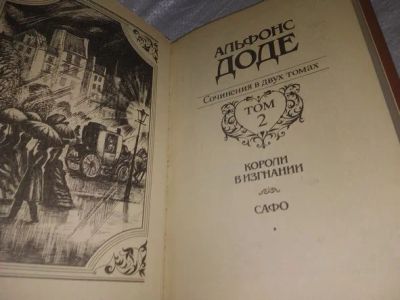 АЛЬФОНС
ДОДЕ
СОЧИНЕНИЯ В ДВУХ ТОМАХ
ТОМ
2
КОРОЛИ
В ИЗГНАНИИ
САФО